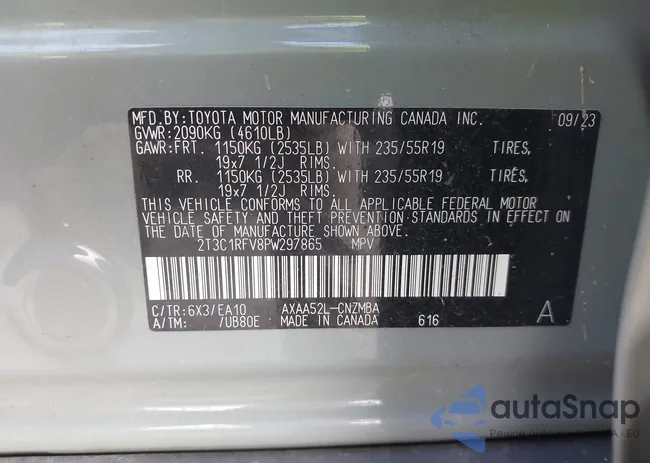 MFD.BY:TOYOTA MOTOR MANUFACTURING CANADA INC. 09/23
GVWR:2090KG (4610LB)
GAWR:FRT. 1150KG (2535LB) WITH 235/55R19 TIRES,
19x7 1/2J RIMS.
RR. 1150KG (2535LB) WITH 235/55R19 TIRES,
19x7 1/2J RIMS.
THIS VEHICLE CONFORMS TO ALL APPLICABLE FEDERAL MOTOR
VEHICLE SAFETY AND THEFT PREVENTION STANDARDS IN EFFECT ON
THE DATE OF MANUFACTURE SHOWN ABOVE.
2T3C1RFV8PW297865 MPV
C/TR:6X3/EA10 AXAA52L-CNZMBA
A/TM: /UB80E MADE IN CANADA 616 A
autaSnap